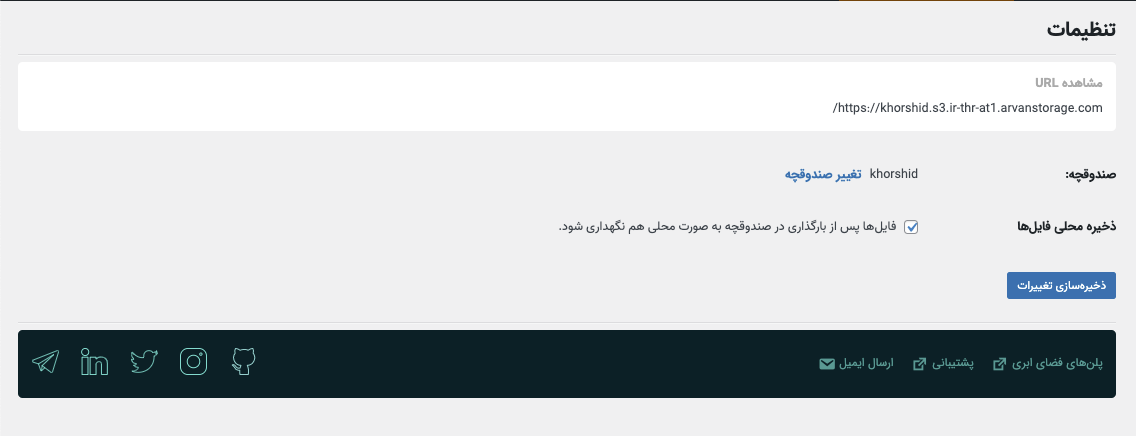 تنظیمات
مشاهده URL
https://khorshid.s3.ir-thr-at1.arvanstorage.com/
صندوقچه: khorshid تغییر صندوقچه
ذخیره محلی فایل‌ها فایل‌ها پس از بارگذاری در صندوقچه به صورت محلی هم نگهداری شود.
ذخیره‌سازی تغییرات
پلن‌های فضای ابری پشتیبانی ارسال ایمیل